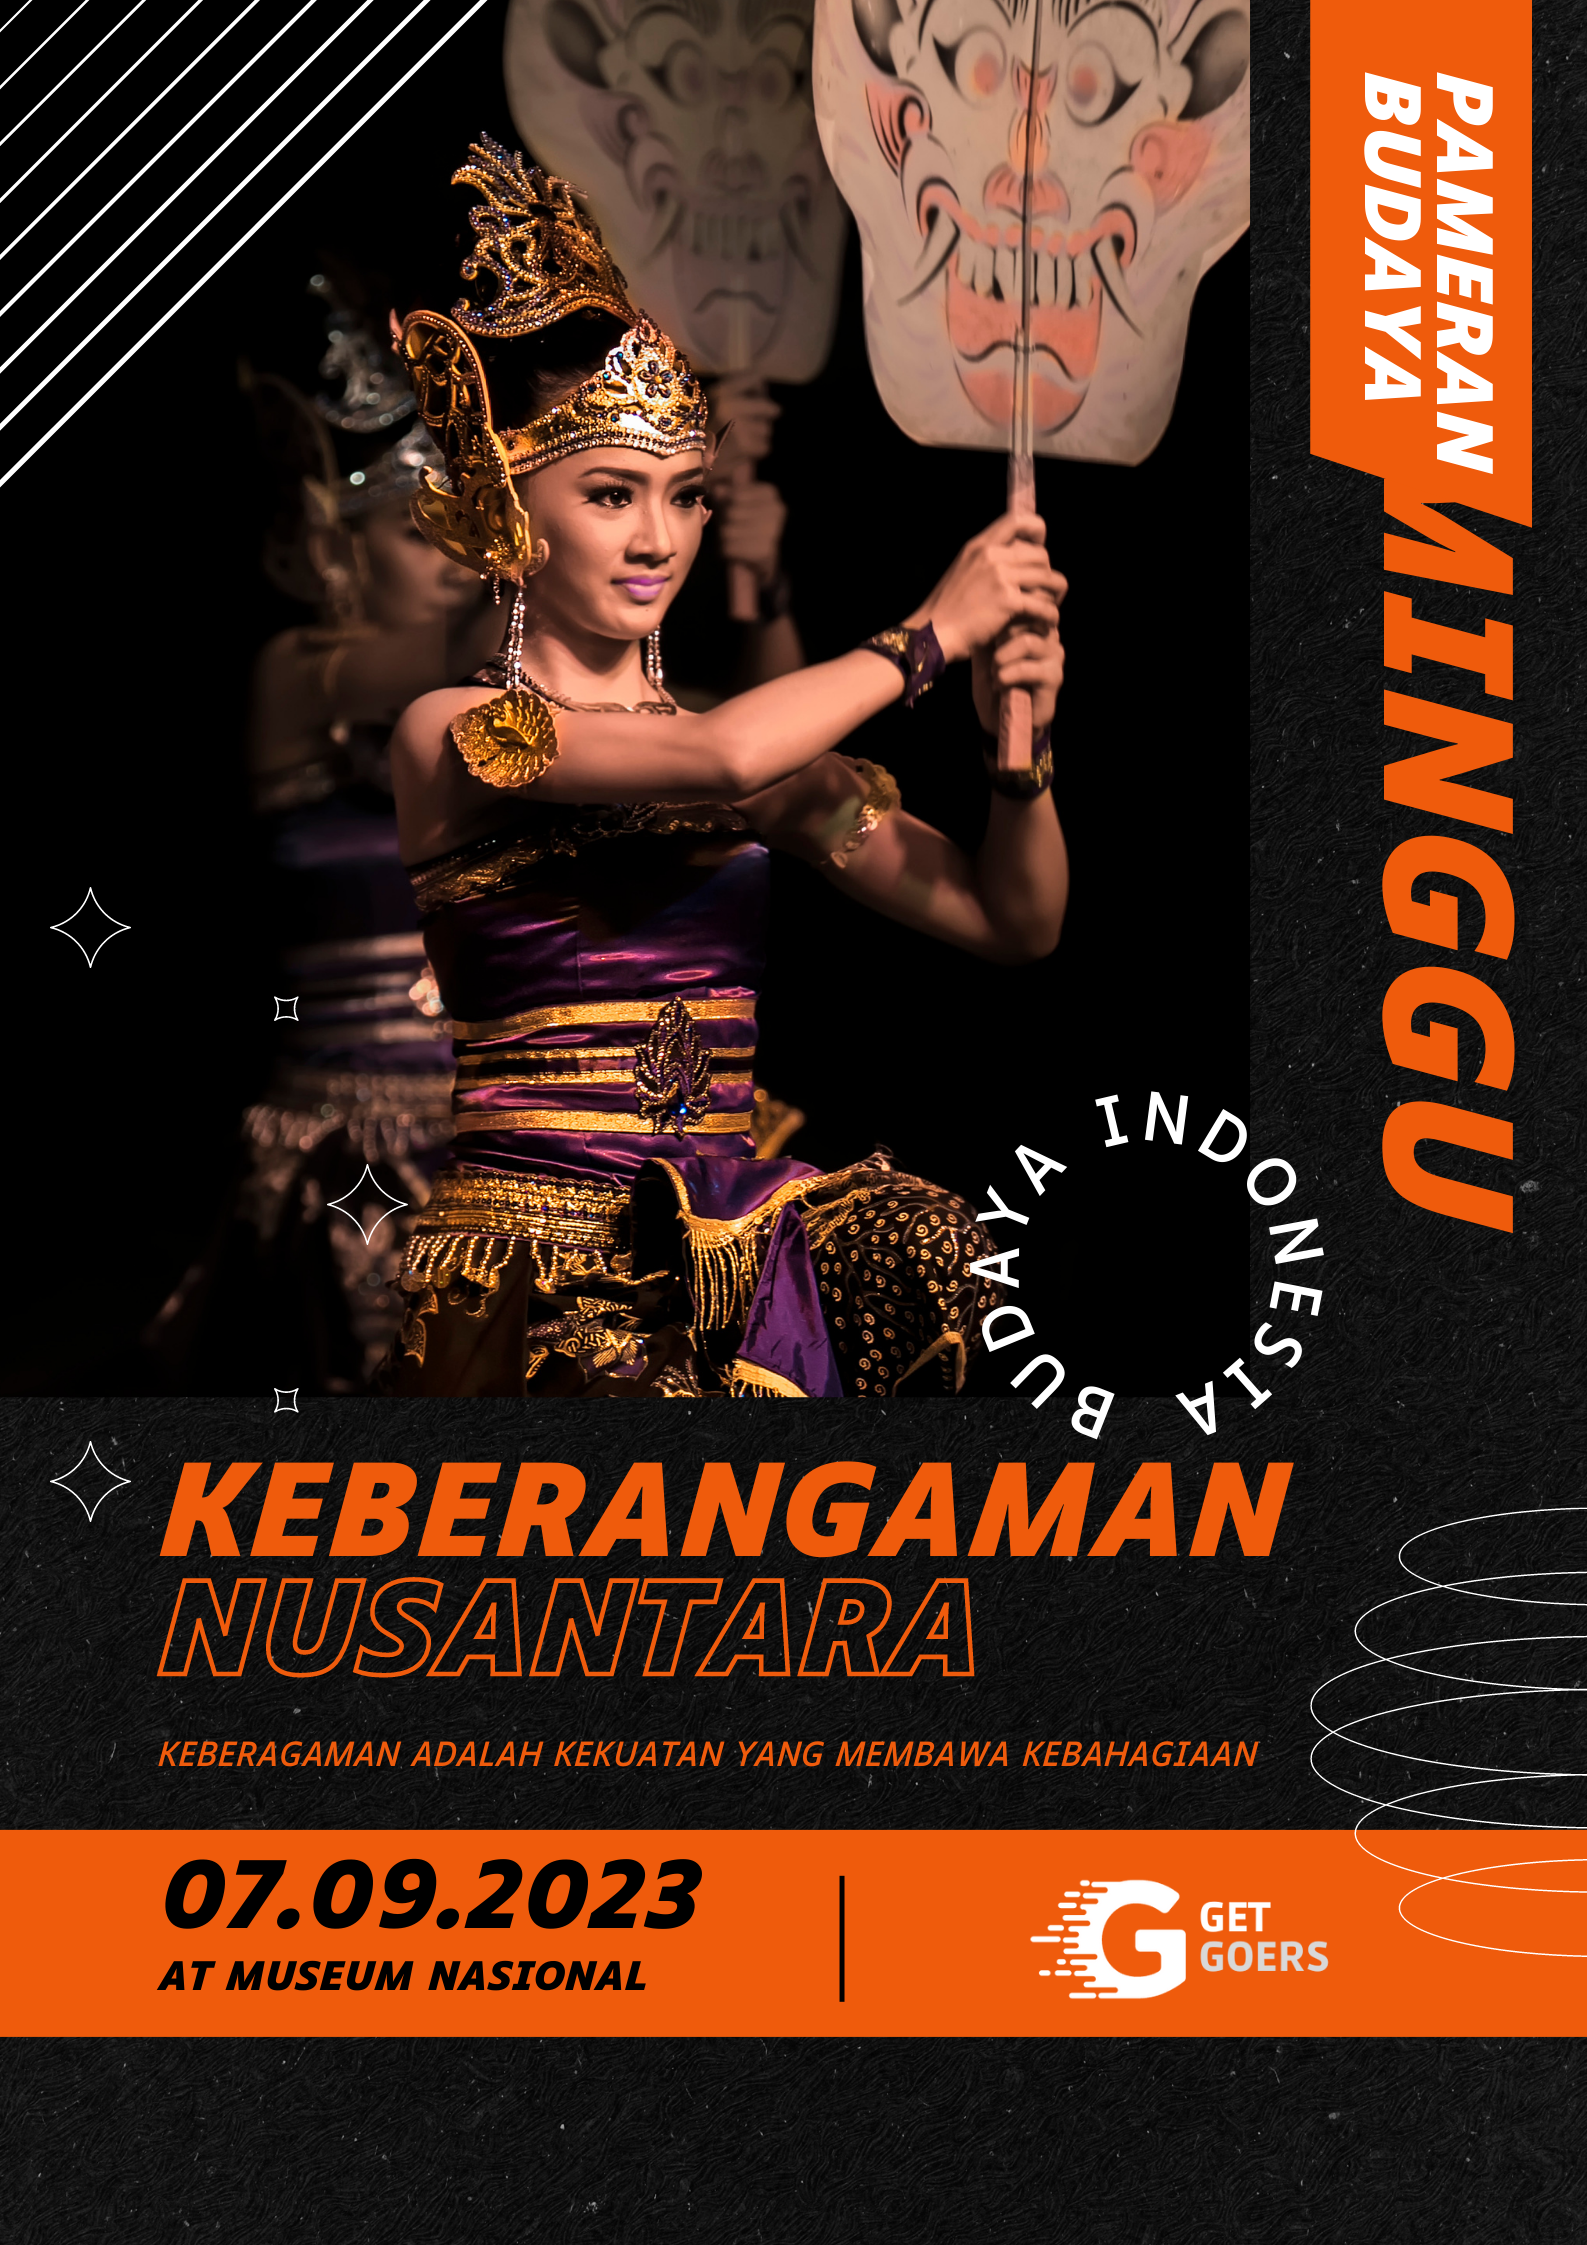 PAMERAN
BUDAYA
MINGGU
BUDAYA INDONESIA
KEBERANGAMAN
NUSANTARA
KEBERAGAMAN ADALAH KEKUATAN YANG MEMBAWA KEBAHAGIAAN
07.09.2023
AT MUSEUM NASIONAL
G
GET
GOERS